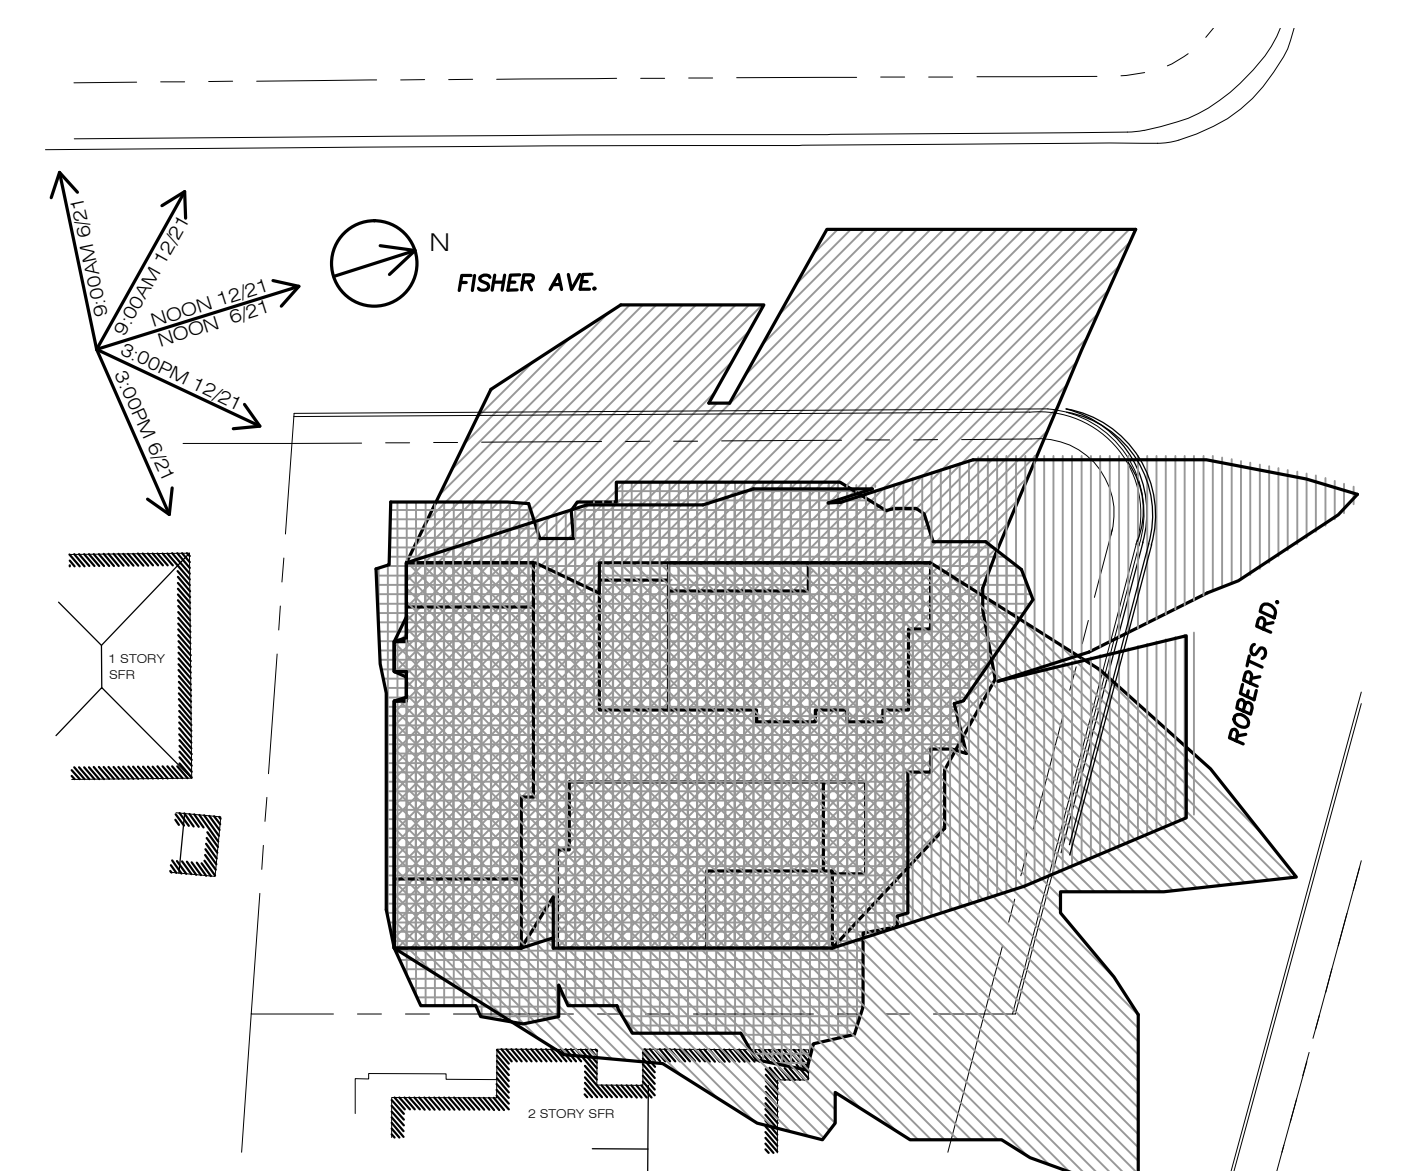 9:00AM 6/21
9:00AM 12/21
NOON 12/21
NOON 6/21
3:00PM 12/21
3:00PM 6/21
N
FISHER AVE.
ROBERTS RD.
1 STORY
SFR
2 STORY SFR